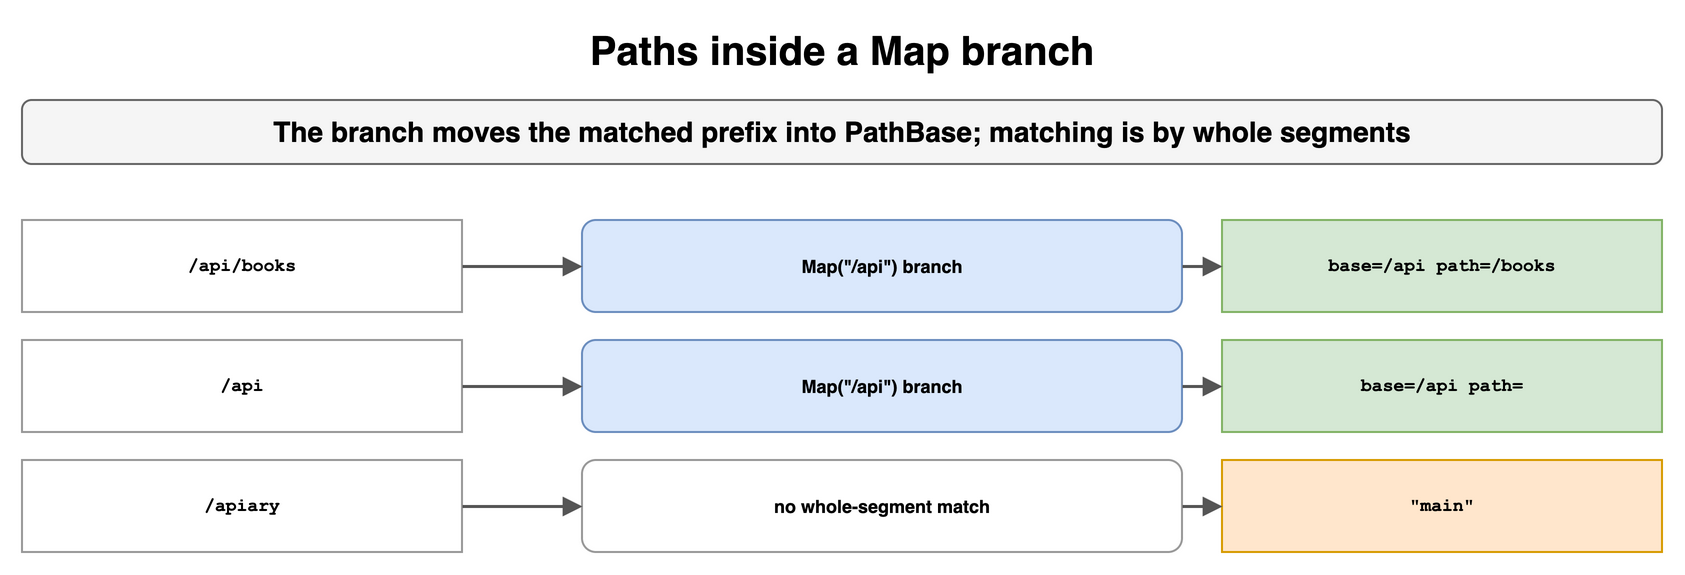 Paths inside a Map branch
The branch moves the matched prefix into PathBase; matching is by whole segments
/api/books
Map("/api") branch
base=/api path=/books
/api
Map("/api") branch
base=/api path=
/apiary
no whole-segment match
"main"